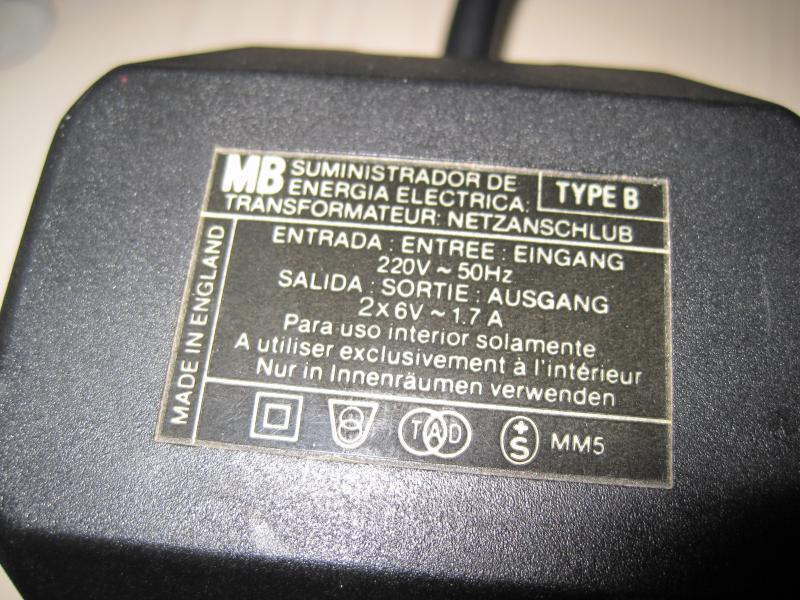 MB SUMINISTRADOR DE
ENERGIA ELECTRICA:
TYPE B
TRANSFORMATEUR: NETZANSCHLUB
MADE IN ENGLAND
ENTRADA : ENTREE : EINGANG
220V ~ 50Hz
SALIDA : SORTIE : AUSGANG
2 x 6V ~ 1.7 A
Para uso interior solamente
A utiliser exclusivement à l'intérieur
Nur in Innenräumen verwenden
TAD
+S
MM5